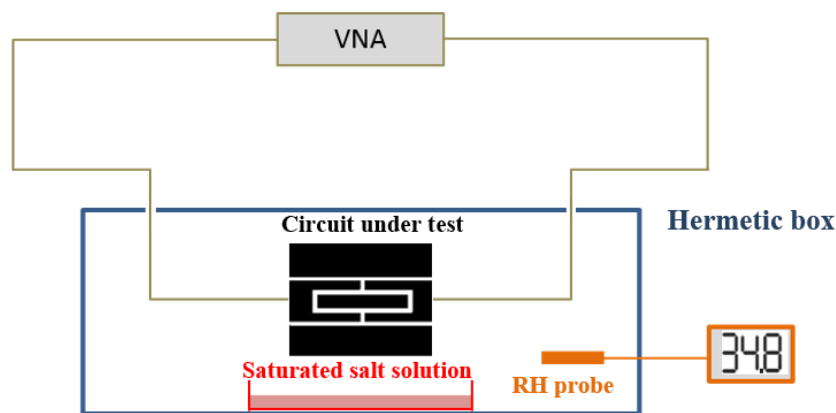 VNA
Circuit under test
Hermetic box
Saturated salt solution
RH probe
34.8